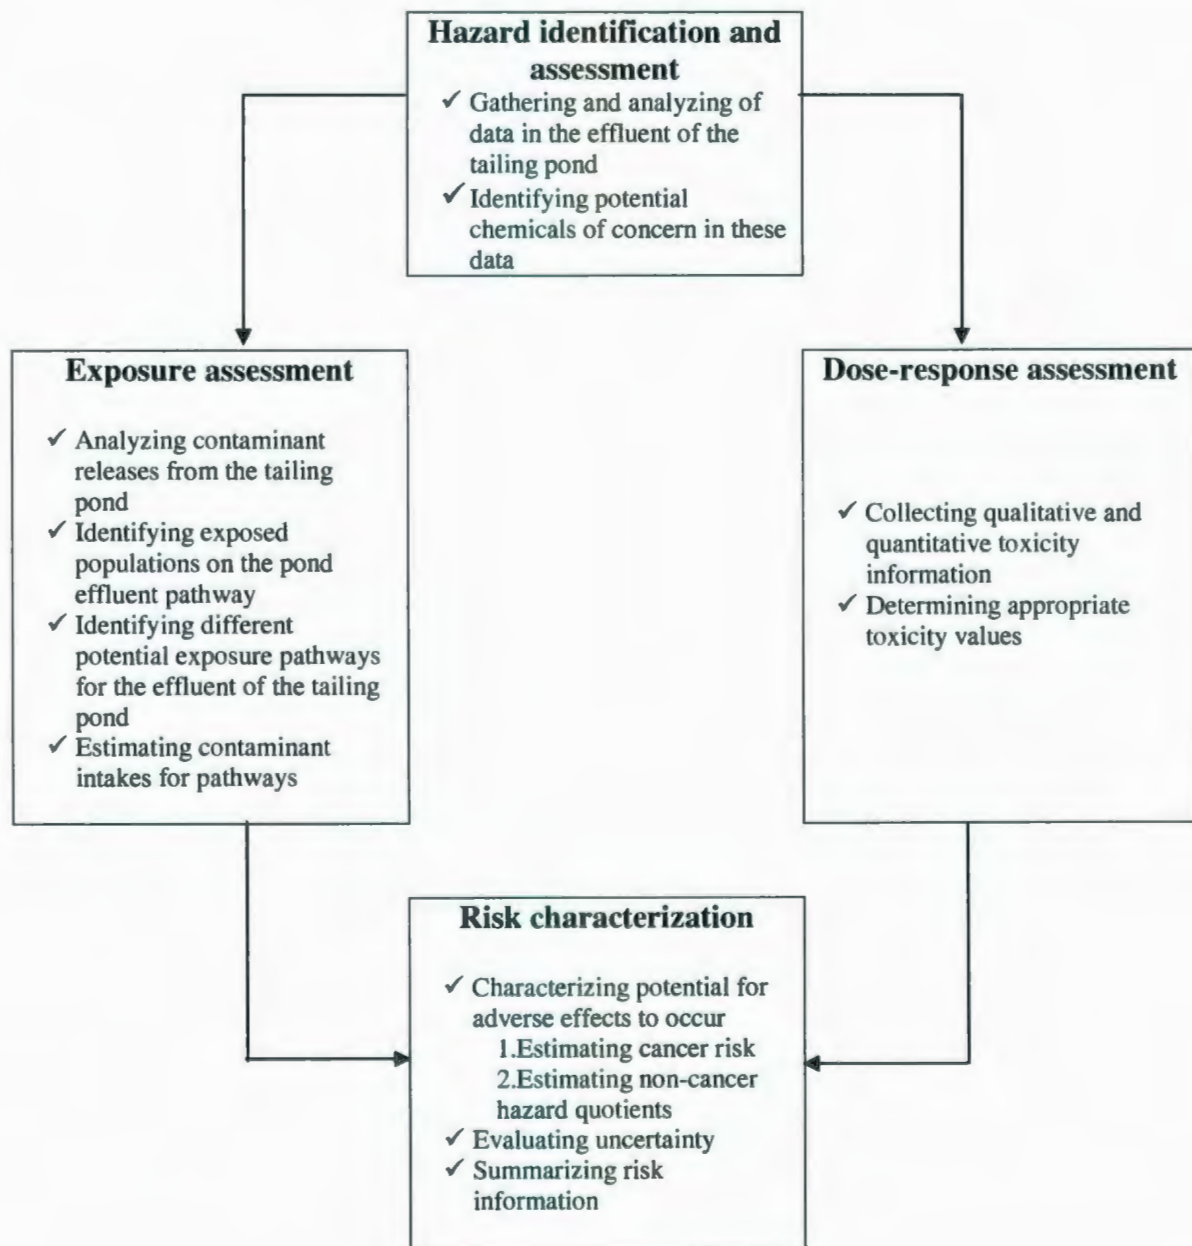 Hazard identification and
assessment
✓ Gathering and analyzing of
data in the effluent of the
tailing pond
✓ Identifying potential
chemicals of concern in these
data
Exposure assessment
✓ Analyzing contaminant
releases from the tailing
pond
✓ Identifying exposed
populations on the pond
effluent pathway
✓ Identifying different
potential exposure pathways
for the effluent of the tailing
pond
✓ Estimating contaminant
intakes for pathways
Dose-response assessment
✓ Collecting qualitative and
quantitative toxicity
information
✓ Determining appropriate
toxicity values
Risk characterization
✓ Characterizing potential for
adverse effects to occur
1.Estimating cancer risk
2.Estimating non-cancer
hazard quotients
✓ Evaluating uncertainty
✓ Summarizing risk
information